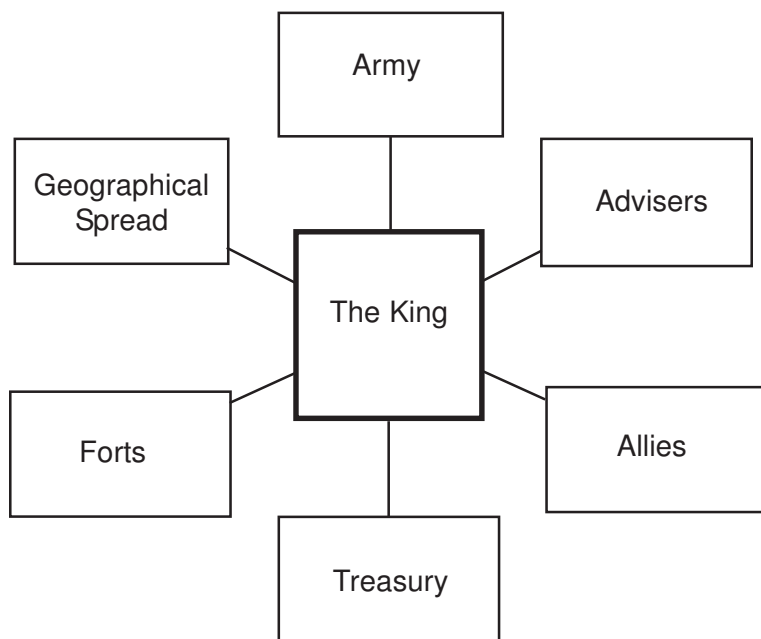 Army
Geographical
Spread
Advisers
The King
Forts
Allies
Treasury